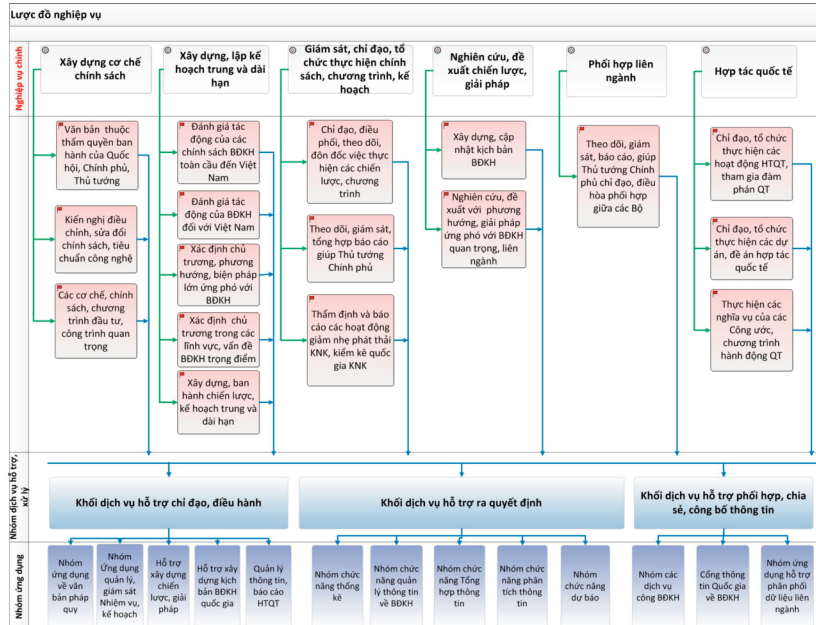 Lược đồ nghiệp vụ
Nghiệp vụ chính
Xây dựng cơ chế
chính sách
Xây dựng, lập kế
hoạch trung và dài
hạn
Giám sát, chỉ đạo, tổ
chức thực hiện chính
sách, chương trình, kế
hoạch
Nghiên cứu, đề
xuất chiến lược,
giải pháp
Phối hợp liên
ngành
Hợp tác quốc tế
Văn bản thuộc
thẩm quyền ban
hành của Quốc
hội, Chính phủ,
Thủ tướng
Kiến nghị điều
chỉnh, sửa đổi
chính sách, tiêu
chuẩn công nghệ
Các cơ chế, chính
sách, chương
trình đầu tư,
công trình quan
trọng
Đánh giá tác
động của các
chính sách BĐKH
toàn cầu đến Việt
Nam
Đánh giá tác
động của BĐKH
đối với Việt Nam
Xác định chủ
trương, phương
hướng, biện pháp
lớn ứng phó với
BĐKH
Xác định chủ
trương trong các
lĩnh vực, vấn đề
BĐKH trọng điểm
Xây dựng, ban
hành chiến lược,
kế hoạch trung và
dài hạn
Chỉ đạo, điều
phối, theo dõi,
đôn đốc việc thực
hiện các chiến
lược, chương
trình
Theo dõi, giám sát,
tổng hợp báo cáo
giúp Thủ tướng
Chính phủ
Thẩm định và báo
cáo các hoạt động
giảm nhẹ phát thải
KNK, kiểm kê quốc
gia KNK
Xây dựng, cập
nhật kịch bản
BĐKH
Nghiên cứu, đề
xuất với phương
hướng, giải pháp
ứng phó với BĐKH
quan trọng, liên
ngành
Theo dõi, giám
sát, báo cáo, giúp
Thủ tướng Chính
phủ chỉ đạo, điều
hòa phối hợp
giữa các Bộ
Chỉ đạo, tổ chức
thực hiện các
hoạt động HTQT,
tham gia đàm
phán QT
Chỉ đạo, tổ chức
thực hiện các dự
án, đề án hợp tác
quốc tế
Thực hiện các
nghĩa vụ của các
Công ước,
chương trình
hành động QT
Nhóm dịch vụ hỗ trợ,
xử lý
Khối dịch vụ hỗ trợ chỉ đạo, điều hành
Khối dịch vụ hỗ trợ ra quyết định
Khối dịch vụ hỗ trợ phối hợp, chia
sẻ, công bố thông tin
Nhóm ứng dụng
Nhóm
ứng dụng
về văn
bản pháp
quy
Nhóm
Ứng dụng
quản lý,
giám sát
Nhiệm vụ,
kế hoạch
Hỗ trợ
xây dựng
chiến
lược, giải
pháp
Hỗ trợ xây
dựng kịch
bản BĐKH
quốc gia
Quản lý
thông tin,
báo cáo
HTQT
Nhóm chức
năng thống
kê
Nhóm chức
năng quản
lý thông tin
về BĐKH
Nhóm chức
năng Tổng
hợp thông
tin
Nhóm chức
năng phân
tích thông
tin
Nhóm
chức năng
dự báo
Nhóm các
dịch vụ
công BĐKH
Cổng thông
tin Quốc
gia về BĐKH
Nhóm ứng
dụng hỗ trợ
phân phối
dữ liệu liên
ngành